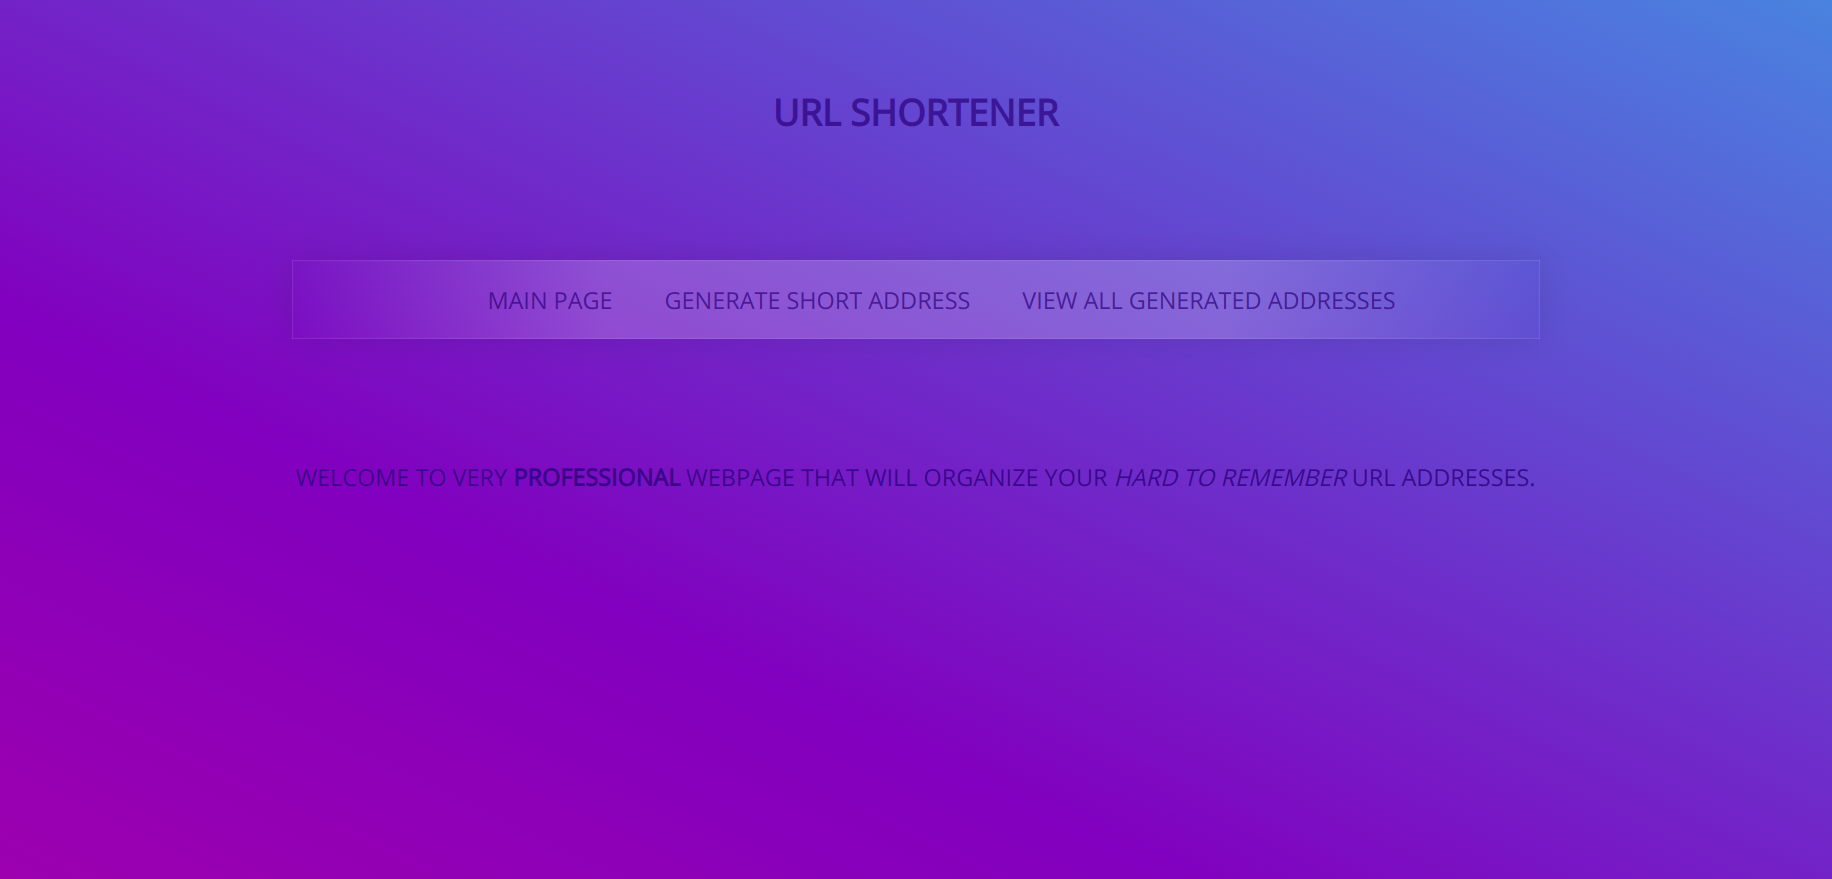 URL SHORTENER
MAIN PAGE GENERATE SHORT ADDRESS VIEW ALL GENERATED ADDRESSES
WELCOME TO VERY PROFESSIONAL WEBPAGE THAT WILL ORGANIZE YOUR HARD TO REMEMBER URL ADDRESSES.